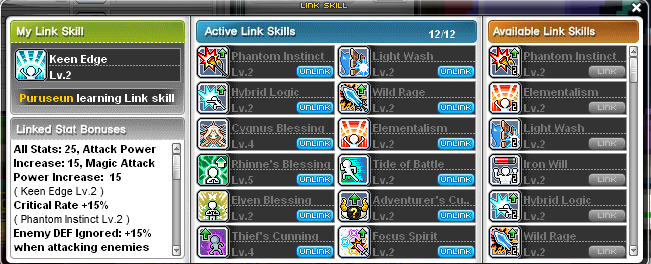 LINK SKILL
My Link Skill
Keen Edge
Lv.2
Puruseun learning Link skill
Linked Stat Bonuses
All Stats: 25, Attack Power
Increase: 15, Magic Attack
Power Increase: 15
( Keen Edge Lv.2 )
Critical Rate +15%
( Phantom Instinct Lv.2 )
Enemy DEF Ignored: +15%
when attacking enemies
Active Link Skills 12/12
Phantom Instinct
Lv.2 UNLINK
Light Wash
Lv.2 UNLINK
Hybrid Logic
Lv.2 UNLINK
Wild Rage
Lv.2 UNLINK
Cygnus Blessing
Lv.4 UNLINK
Elementalism
Lv.2 UNLINK
Rhinne's Blessing
Lv.5 UNLINK
Tide of Battle
Lv.2 UNLINK
Elven Blessing
Lv.2 UNLINK
Adventurer's Cu...
Lv.2 UNLINK
Thief's Cunning
Lv.4 UNLINK
Focus Spirit
Lv.2 UNLINK
Available Link Skills
Phantom Instinct
2 Lv.2 LINK
Elementalism
2 Lv.2 LINK
Light Wash
2 Lv.2 LINK
Iron Will
2 Lv.2 LINK
Hybrid Logic
2 Lv.2 LINK
Wild Rage
2 Lv.2 LINK